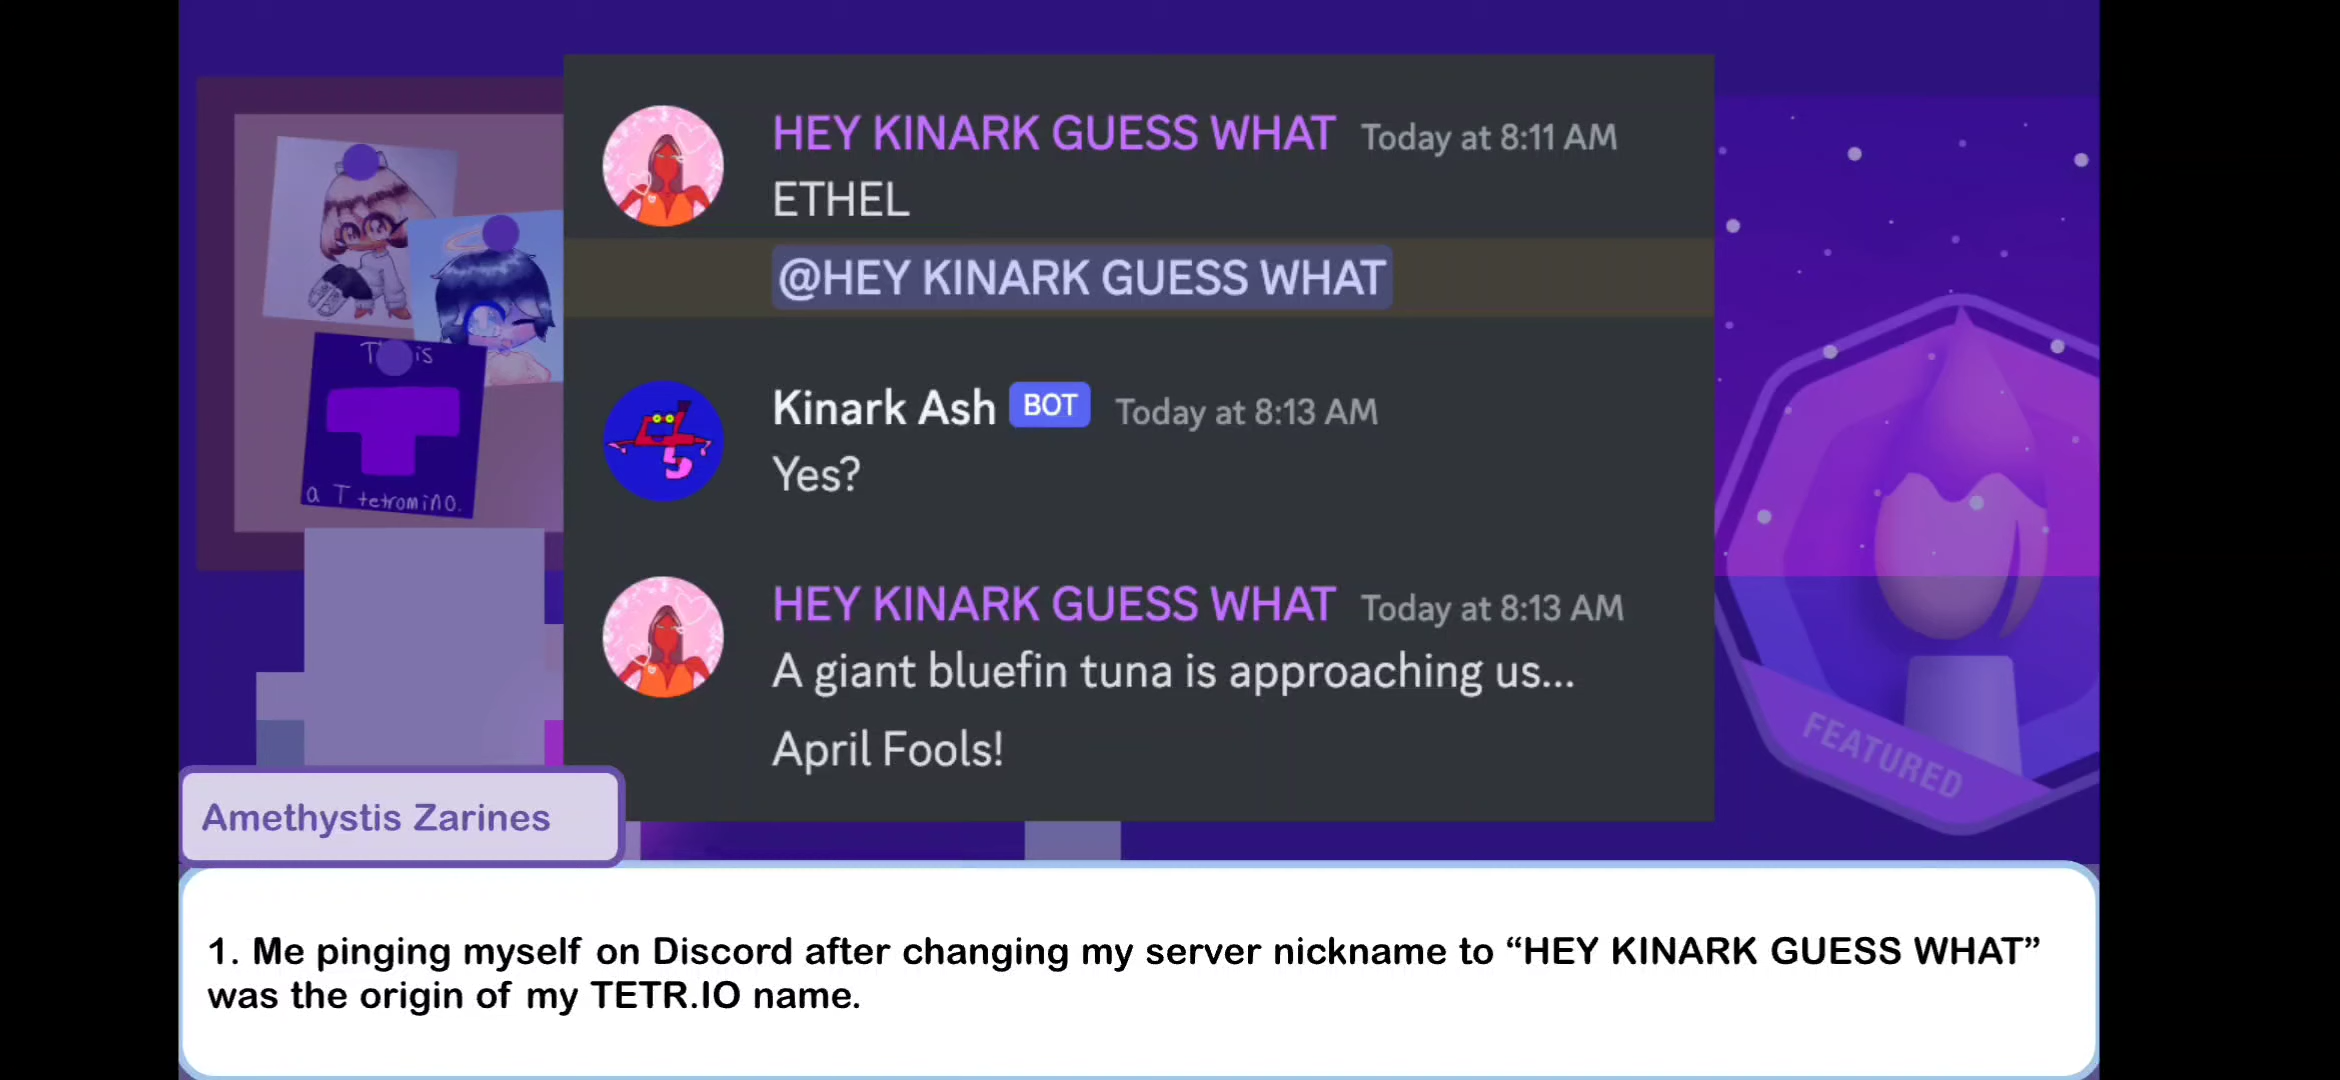 HEY KINARK GUESS WHAT Today at 8:11 AM
ETHEL
@HEY KINARK GUESS WHAT
Kinark Ash BOT Today at 8:13 AM
Yes?
HEY KINARK GUESS WHAT Today at 8:13 AM
A giant bluefin tuna is approaching us...
April Fools!
is
a T tetromino.
FEATURED
Amethystis Zarines
1. Me pinging myself on Discord after changing my server nickname to “HEY KINARK GUESS WHAT”
was the origin of my TETR.IO name.